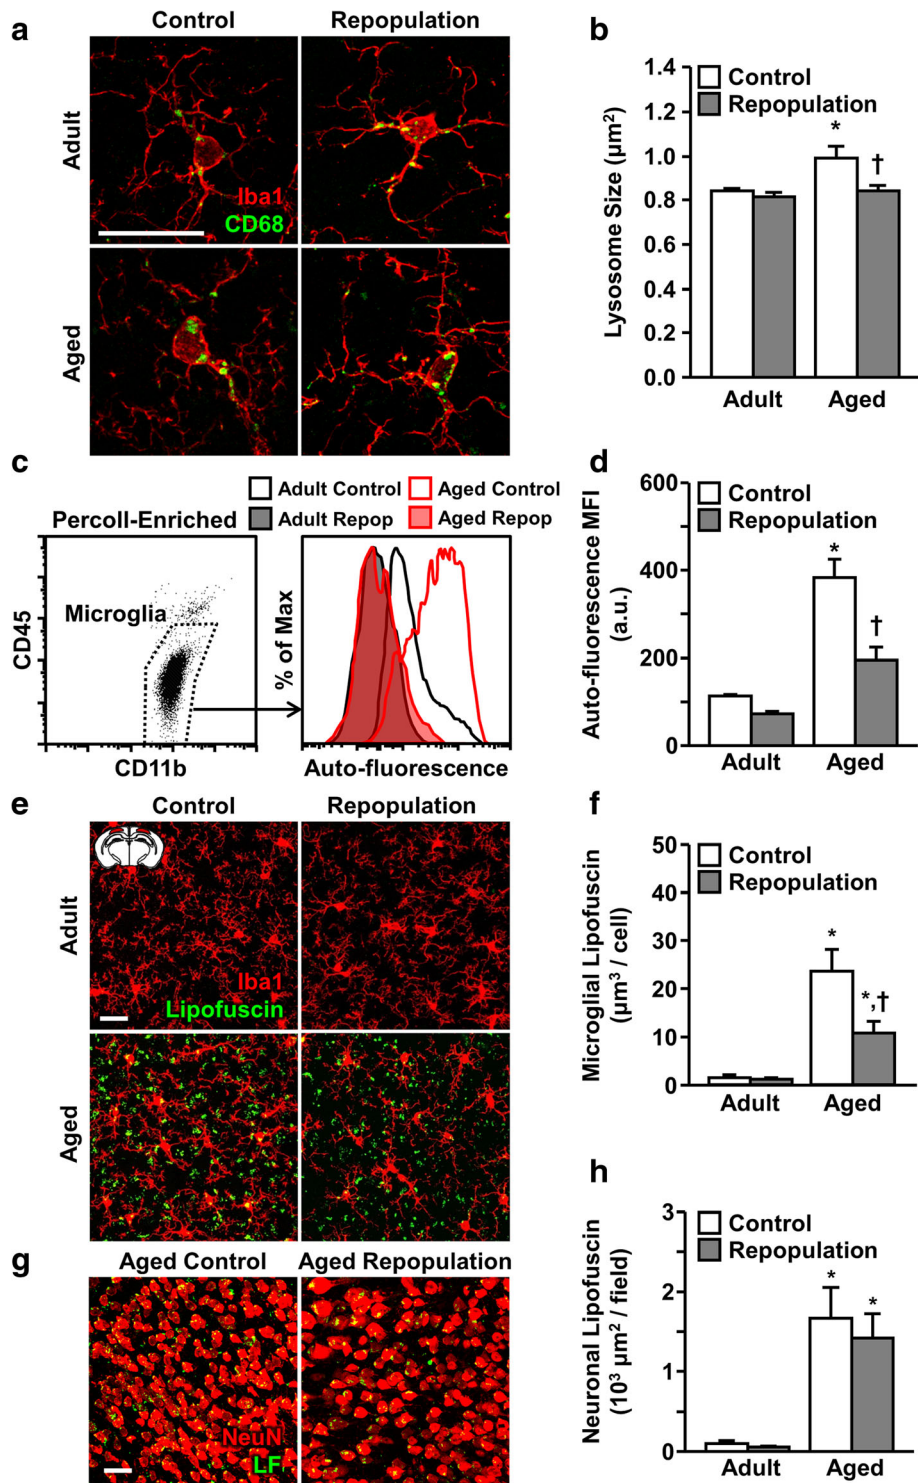 a
Control
Repopulation
Adult
Iba1
CD68
Aged
b
Control
Repopulation
Lysosome Size (µm²)
1.4
1.2
1.0
0.8
0.6
0.4
0.2
0.0
*
†
Adult
Aged
c
Adult Control
Aged Control
Adult Repop
Aged Repop
Percoll-Enriched
Microglia
CD45
CD11b
% of Max
Auto-fluorescence
d
Control
Repopulation
Auto-fluorescence MFI
(a.u.)
600
400
200
0
*
†
Adult
Aged
e
Control
Repopulation
Adult
Iba1
Lipofuscin
Aged
f
Control
Repopulation
Microglial Lipofuscin
(µm³ / cell)
50
40
30
20
10
0
*
*,†
Adult
Aged
g
Aged Control
Aged Repopulation
NeuN
LF
h
Control
Repopulation
Neuronal Lipofuscin
(10³ µm² / field)
3
2
1
0
*
*
Adult
Aged